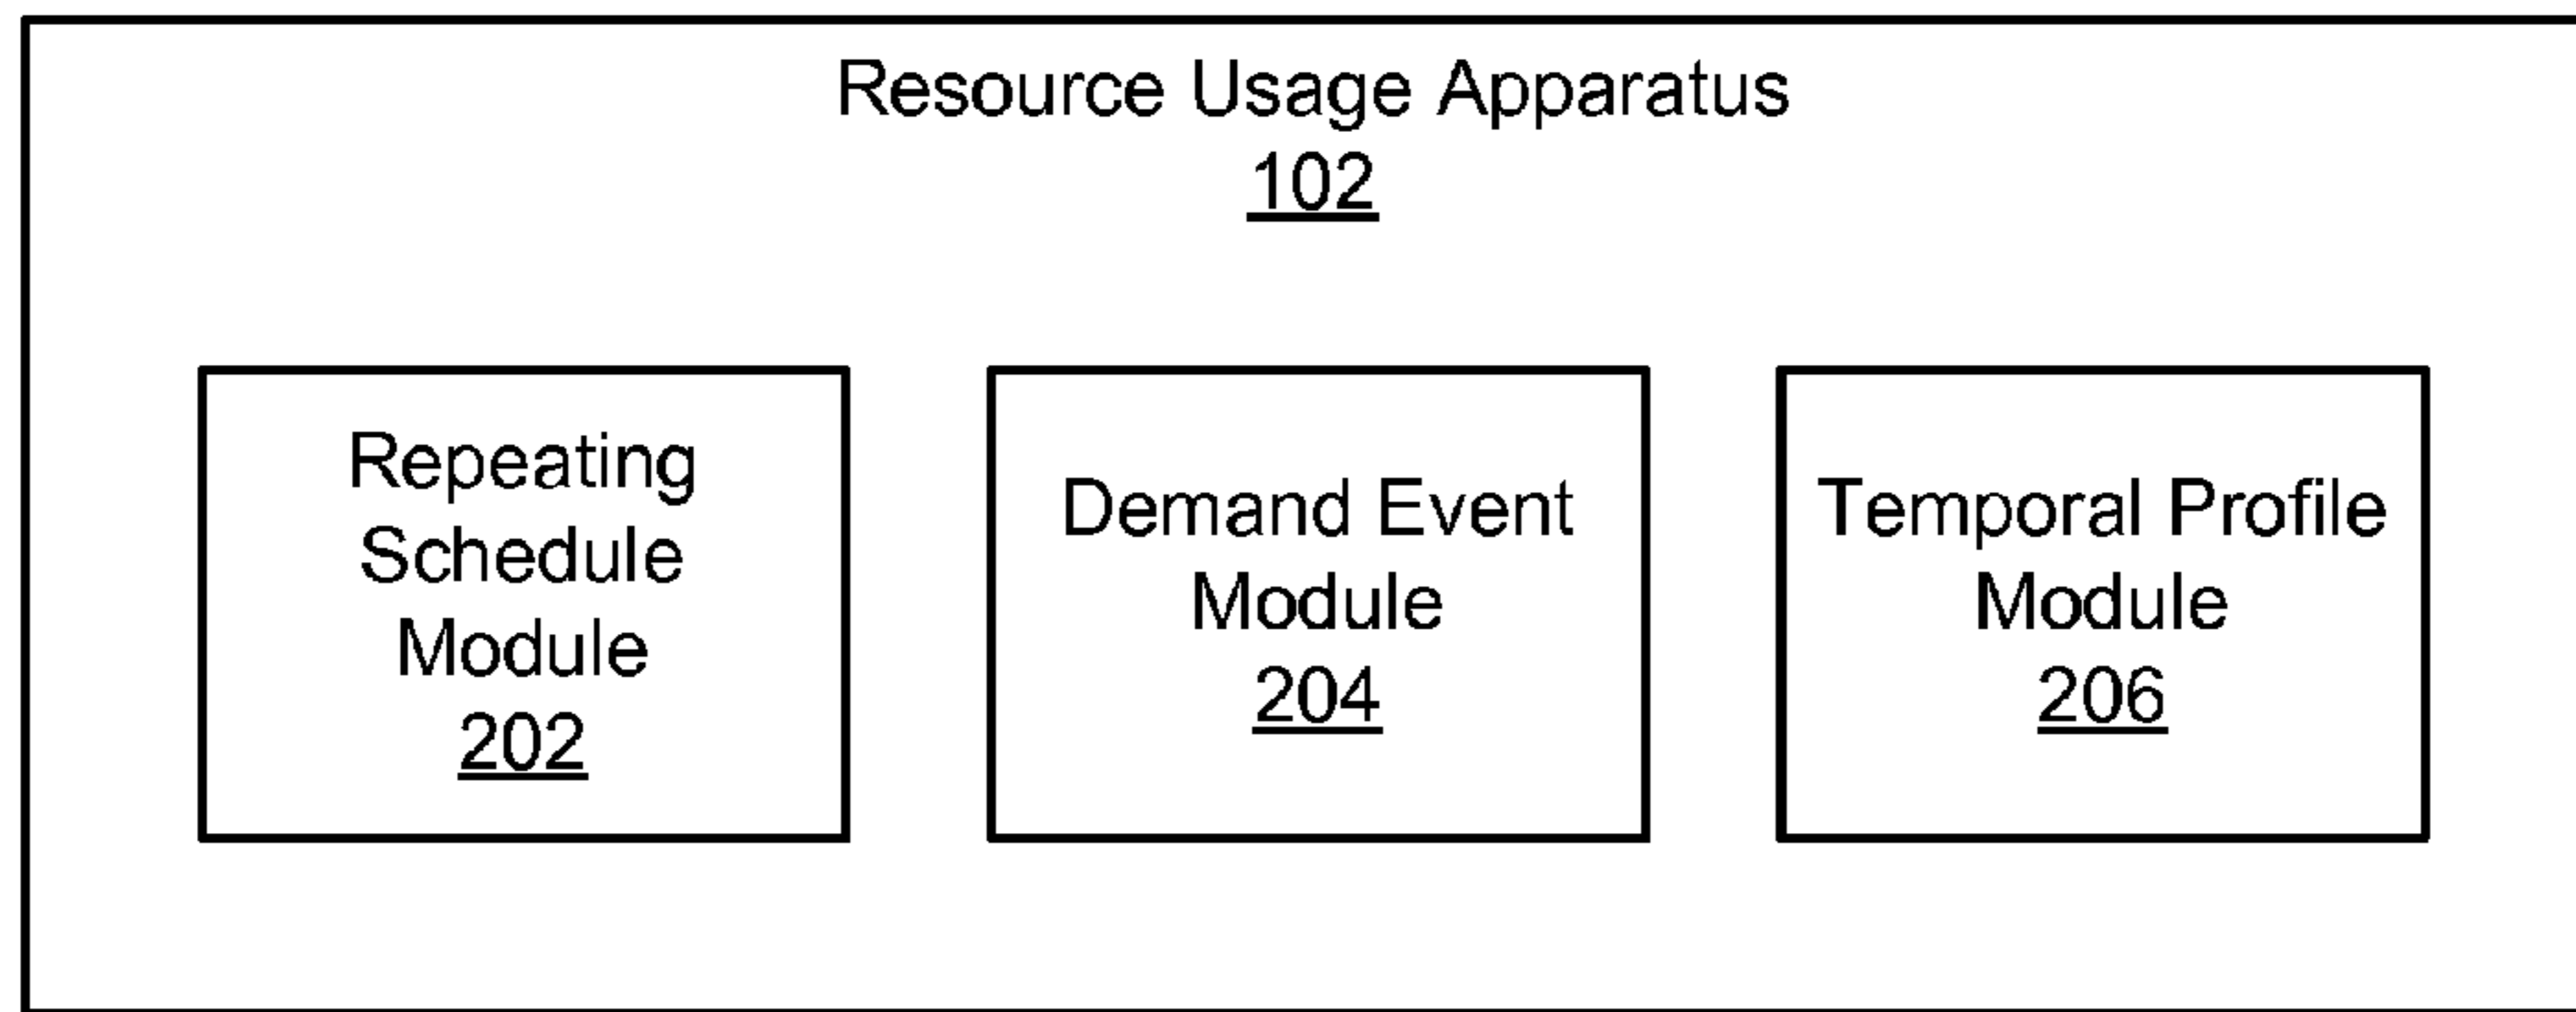 Resource Usage Apparatus
102
Repeating
Schedule
Module
202
Demand Event
Module
204
Temporal Profile
Module
206